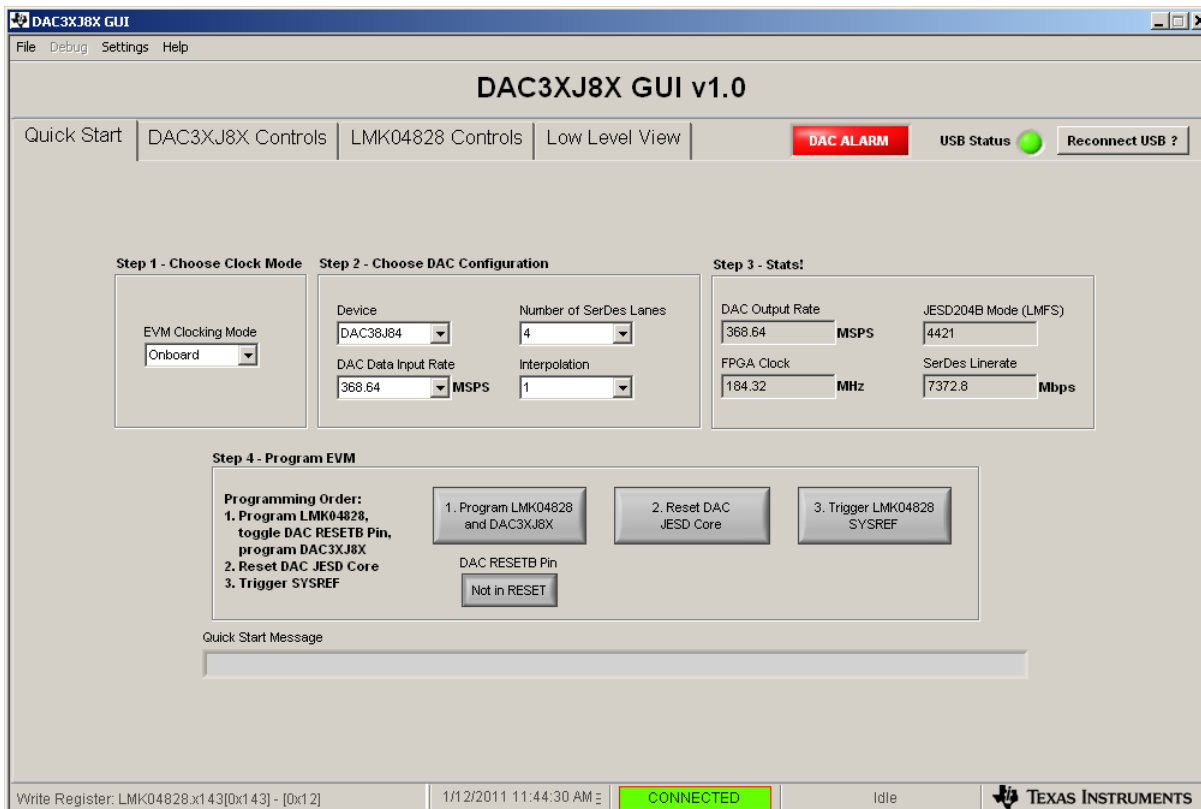 DAC3XJ8X GUI
File Debug Settings Help
DAC3XJ8X GUI v1.0
Quick Start DAC3XJ8X Controls LMK04828 Controls Low Level View DAC ALARM USB Status Reconnect USB ?
Step 1 - Choose Clock Mode
EVM Clocking Mode
Onboard
Step 2 - Choose DAC Configuration
Device
DAC38J84
Number of SerDes Lanes
4
DAC Data Input Rate
368.64 MSPS
Interpolation
1
Step 3 - Stats!
DAC Output Rate
368.64 MSPS
JESD204B Mode (LMFS)
4421
FPGA Clock
184.32 MHz
SerDes Linerate
7372.8 Mbps
Step 4 - Program EVM
Programming Order:
1. Program LMK04828,
toggle DAC RESETB Pin,
program DAC3XJ8X
2. Reset DAC JESD Core
3. Trigger SYSREF
1. Program LMK04828
and DAC3XJ8X
2. Reset DAC
JESD Core
3. Trigger LMK04828
SYSREF
DAC RESETB Pin
Not in RESET
Quick Start Message
Write Register: LMK04828.x143[0x143] - [0x12] 1/12/2011 11:44:30 AM CONNECTED Idle TEXAS INSTRUMENTS